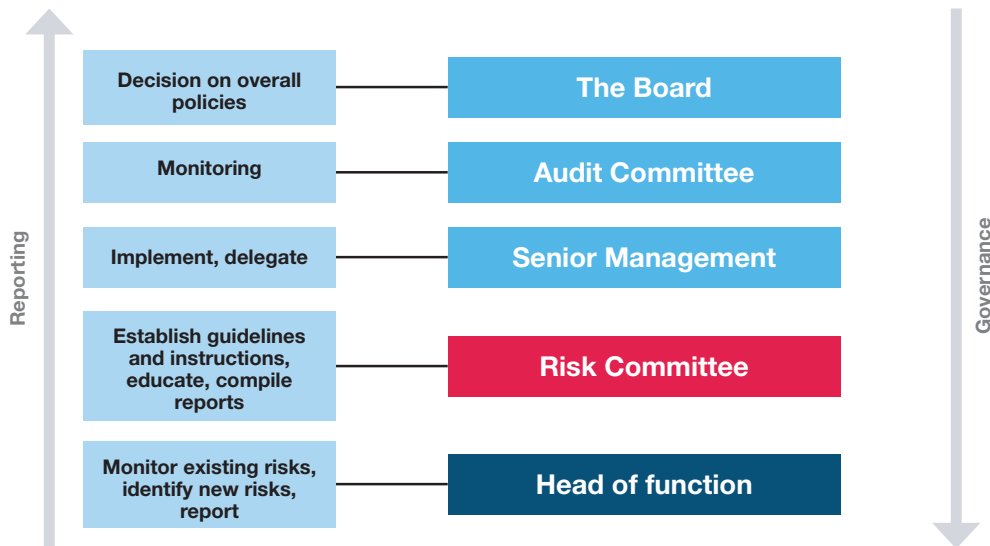 Reporting
Decision on overall
policies
The Board
Monitoring
Audit Committee
Implement, delegate
Senior Management
Establish guidelines
and instructions,
educate, compile
reports
Risk Committee
Monitor existing risks,
identify new risks,
report
Head of function
Governance